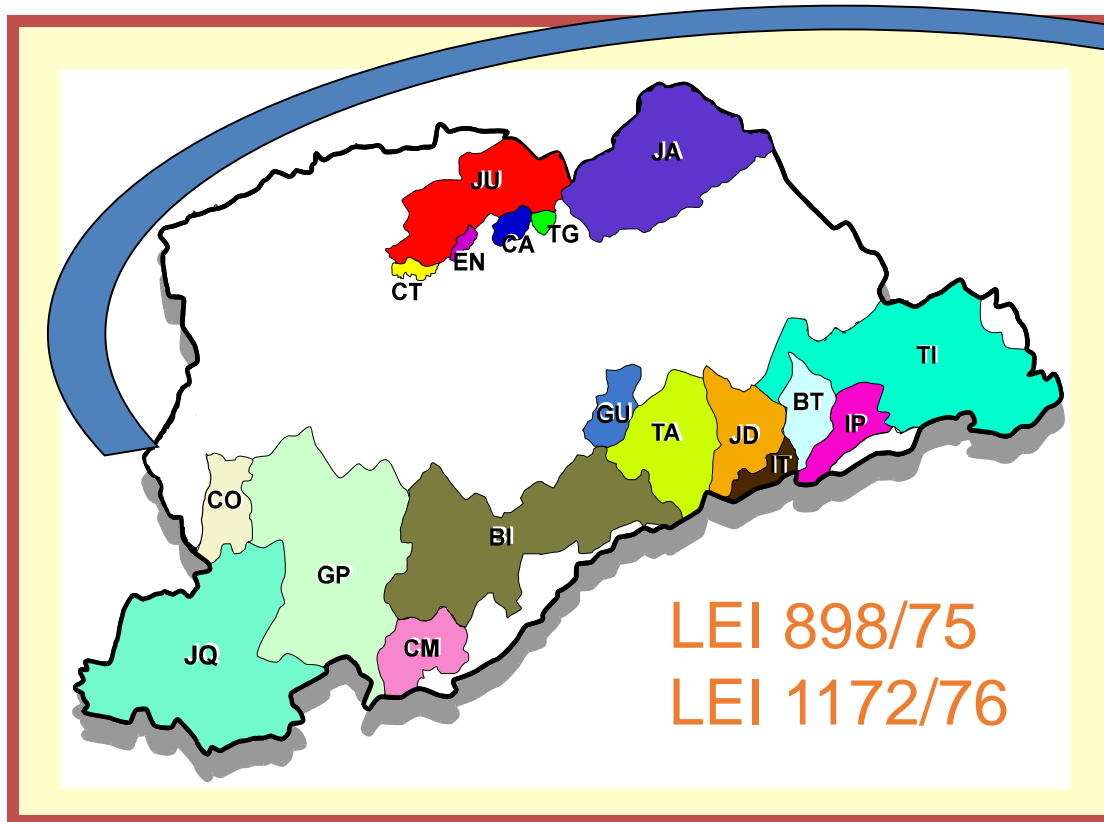 JA
JU
TG
CA
EN
CT
TI
BT
GU
IP
TA
JD
IT
CO
BI
GP
CM
JQ
LEI 898/75
LEI 1172/76